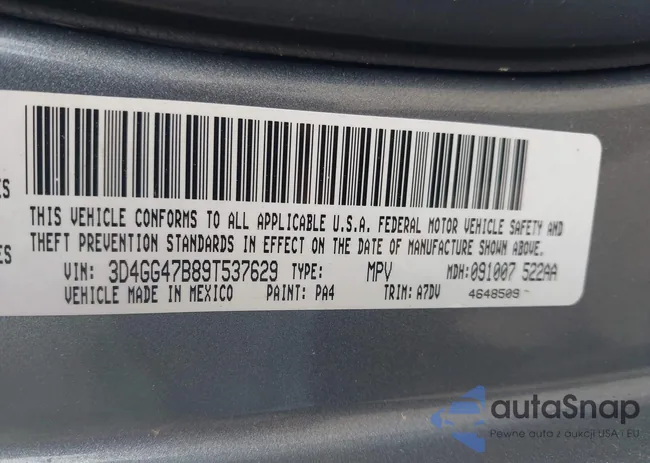 ES
THIS VEHICLE CONFORMS TO ALL APPLICABLE U.S.A. FEDERAL MOTOR VEHICLE SAFETY AND
THEFT PREVENTION STANDARDS IN EFFECT ON THE DATE OF MANUFACTURE SHOWN ABOVE.
ES
VIN: 3D4GG47B89T537629 TYPE: MPV MDH:091007 522AA
VEHICLE MADE IN MEXICO PAINT: PA4 TRIM: A7DV 4648509
autoSnap
Pewne auta z aukcji USA i EU